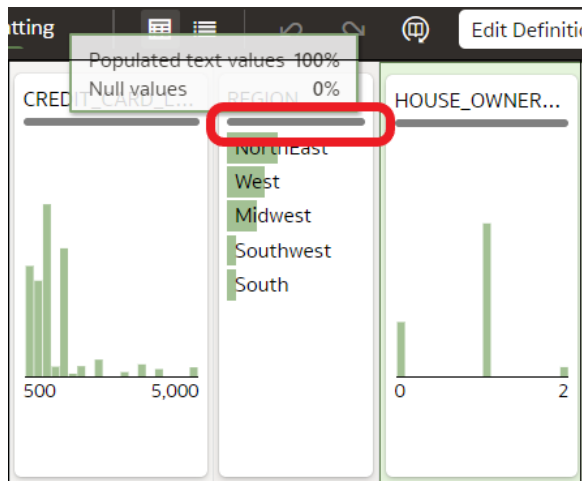 tting
Edit Definitio
Populated text values 100%
Null values 0%
CREDIT_CARD_L...
REGION
HOUSE_OWNER...
NorthEast
West
Midwest
Southwest
South
500 5,000
0 2